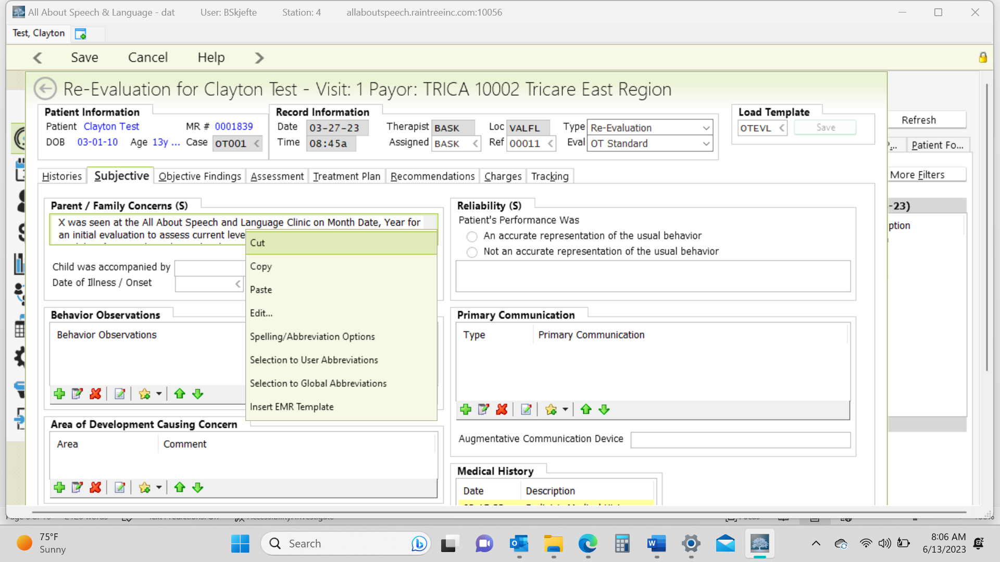 All About Speech & Language - dat User: BSkjefte Station: 4 allaboutspeech.raintreeinc.com:10056
Test, Clayton
Save Cancel Help
Re-Evaluation for Clayton Test - Visit: 1 Payor: TRICA 10002 Tricare East Region
Patient Information Record Information Load Template
Patient Clayton Test MR # 0001839 Date 03-27-23 Therapist BASK Loc VALFL Type Re-Evaluation OTEVL Save Refresh
DOB 03-01-10 Age 13y ... Case OT001 Time 08:45a Assigned BASK Ref 00011 Eval OT Standard
Patient Fo...
Histories Subjective Objective Findings Assessment Treatment Plan Recommendations Charges Tracking More Filters
Parent / Family Concerns (S) Reliability (S) -23)
X was seen at the All About Speech and Language Clinic on Month Date, Year for
an initial evaluation to assess current leve
Patient's Performance Was
An accurate representation of the usual behavior
Not an accurate representation of the usual behavior
ption
Cut
Copy
Paste
Edit...
Spelling/Abbreviation Options
Selection to User Abbreviations
Selection to Global Abbreviations
Insert EMR Template
Child was accompanied by
Date of Illness / Onset
Behavior Observations Primary Communication
Behavior Observations Type Primary Communication
Area of Development Causing Concern Augmentative Communication Device
Area Comment
Medical History
Date Description
75°F
Sunny
Search
8:06 AM
6/13/2023